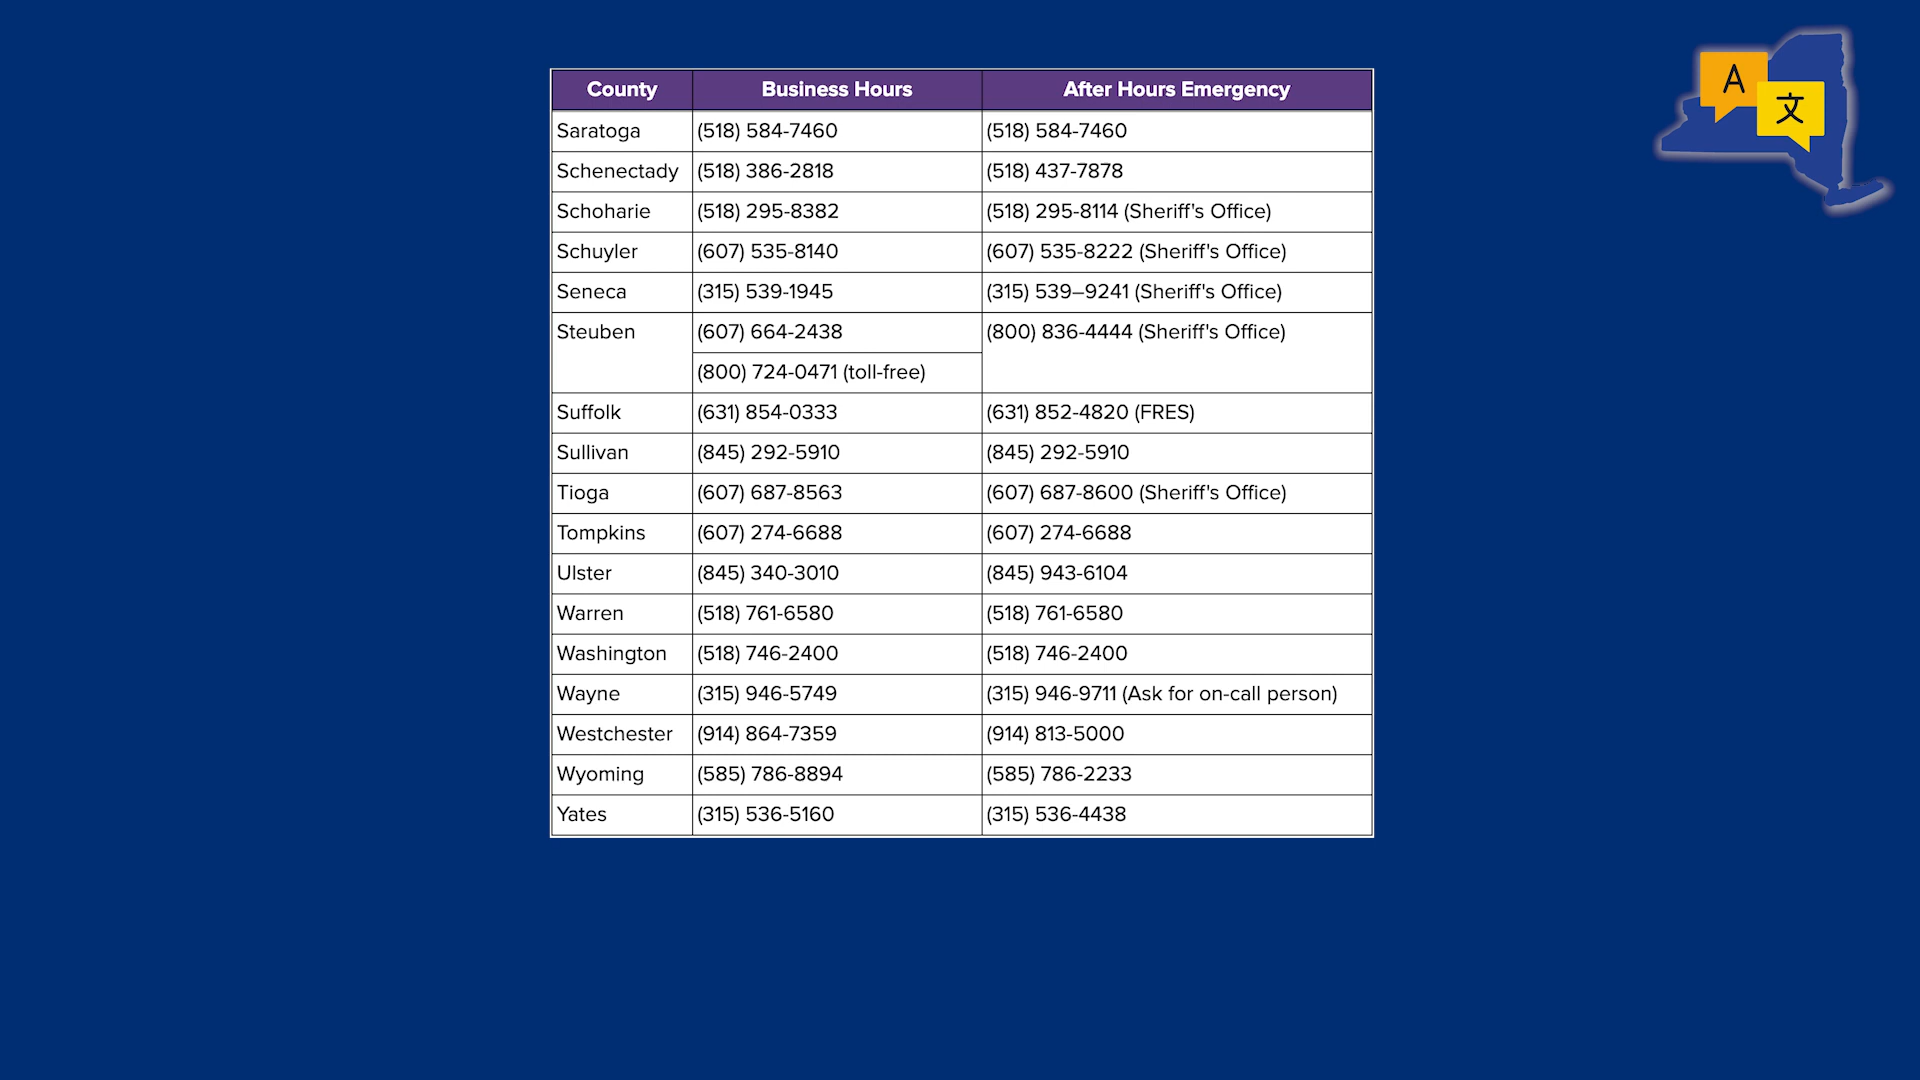 County Business Hours After Hours Emergency
Saratoga (518) 584-7460 (518) 584-7460
Schenectady (518) 386-2818 (518) 437-7878
Schoharie (518) 295-8382 (518) 295-8114 (Sheriff's Office)
Schuyler (607) 535-8140 (607) 535-8222 (Sheriff's Office)
Seneca (315) 539-1945 (315) 539–9241 (Sheriff's Office)
Steuben (607) 664-2438 (800) 836-4444 (Sheriff's Office)
(800) 724-0471 (toll-free)
Suffolk (631) 854-0333 (631) 852-4820 (FRES)
Sullivan (845) 292-5910 (845) 292-5910
Tioga (607) 687-8563 (607) 687-8600 (Sheriff's Office)
Tompkins (607) 274-6688 (607) 274-6688
Ulster (845) 340-3010 (845) 943-6104
Warren (518) 761-6580 (518) 761-6580
Washington (518) 746-2400 (518) 746-2400
Wayne (315) 946-5749 (315) 946-9711 (Ask for on-call person)
Westchester (914) 864-7359 (914) 813-5000
Wyoming (585) 786-8894 (585) 786-2233
Yates (315) 536-5160 (315) 536-4438
A
文